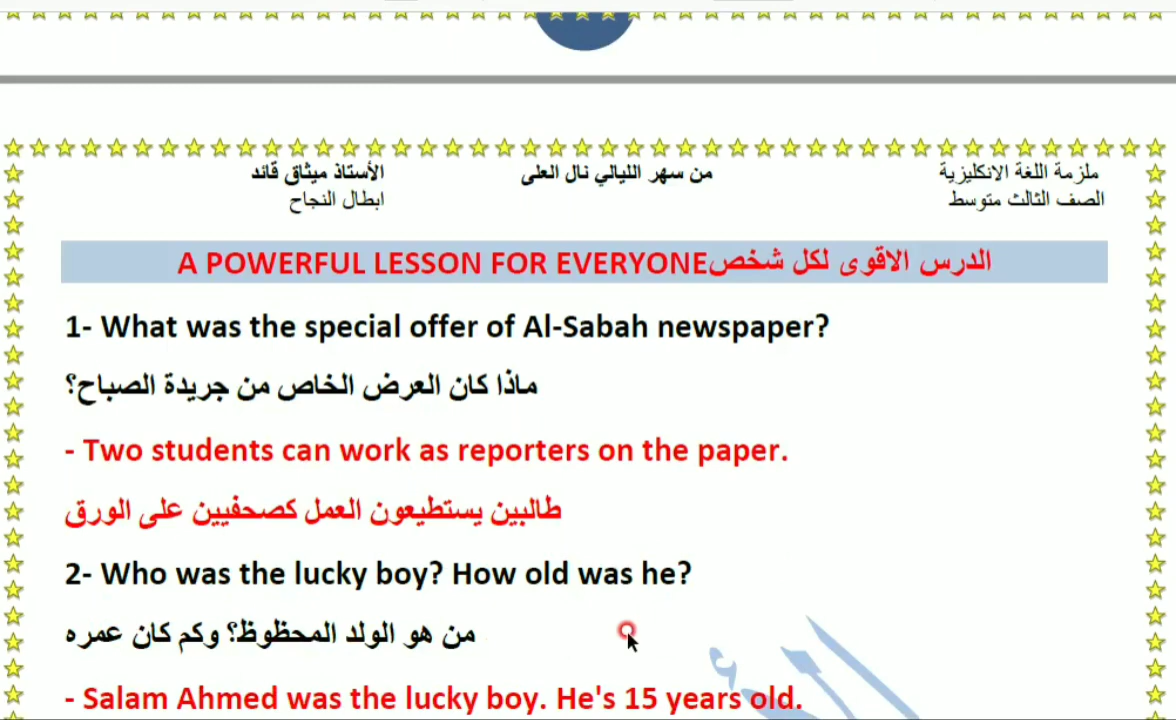 ملزمة اللغة الانكليزية من سهر الليالي نال العلى الأستاذ ميثاق قائد
الصف الثالث متوسط ابطال النجاح
A POWERFUL LESSON FOR EVERYONEالدرس الاقوى لكل شخص
1- What was the special offer of Al-Sabah newspaper?
ماذا كان العرض الخاص من جريدة الصباح؟
- Two students can work as reporters on the paper.
طالبين يستطيعون العمل كصحفيين على الورق
2- Who was the lucky boy? How old was he?
من هو الولد المحظوظ؟ وكم كان عمره
- Salam Ahmed was the lucky boy. He's 15 years old.